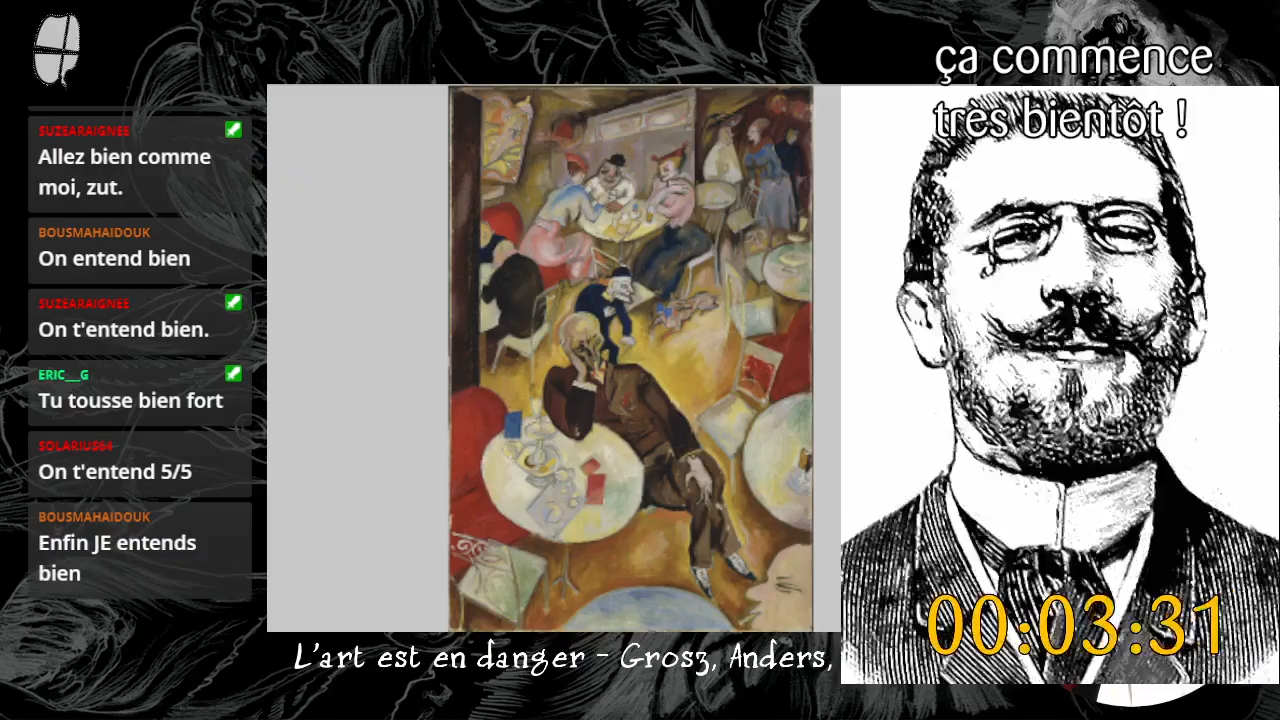 ça commence
très bientôt !
SUZEARAIGNEE
Allez bien comme
moi, zut.
BOUSMAHAIDOUK
On entend bien
SUZEARAIGNEE
On t'entend bien.
ERIC__G
Tu tousse bien fort
SOLARIUS64
On t'entend 5/5
BOUSMAHAIDOUK
Enfin JE entends
bien
00:03:31
L'art est en danger - Grosz, Anders,